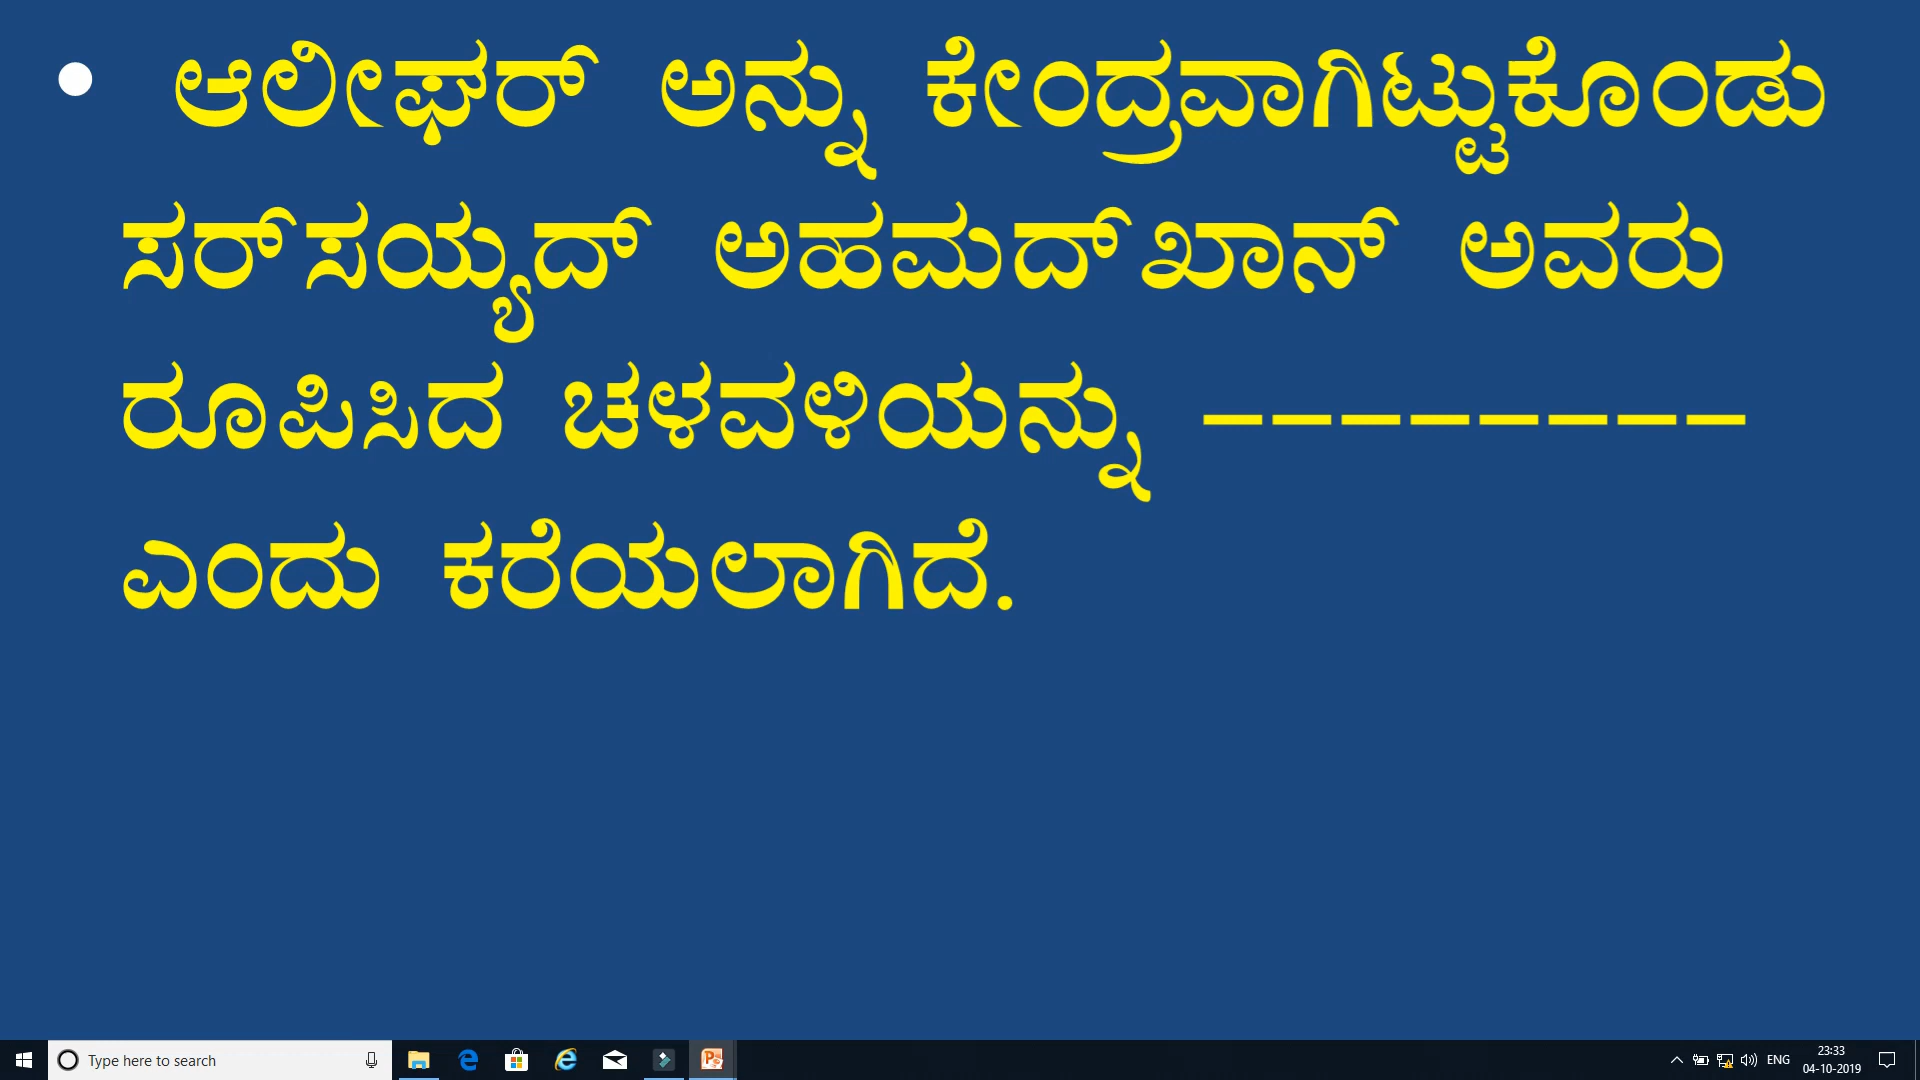 • ಆಲೀಘರ್ ಅನ್ನು ಕೇಂದ್ರವಾಗಿಟ್ಟುಕೊಂಡು
ಸರ್‌ಸಯ್ಯದ್ ಅಹಮದ್‌ಖಾನ್ ಅವರು
ರೂಪಿಸಿದ ಚಳವಳಿಯನ್ನು --------
ಎಂದು ಕರೆಯಲಾಗಿದೆ.
Type here to search
ENG
23:33
04-10-2019